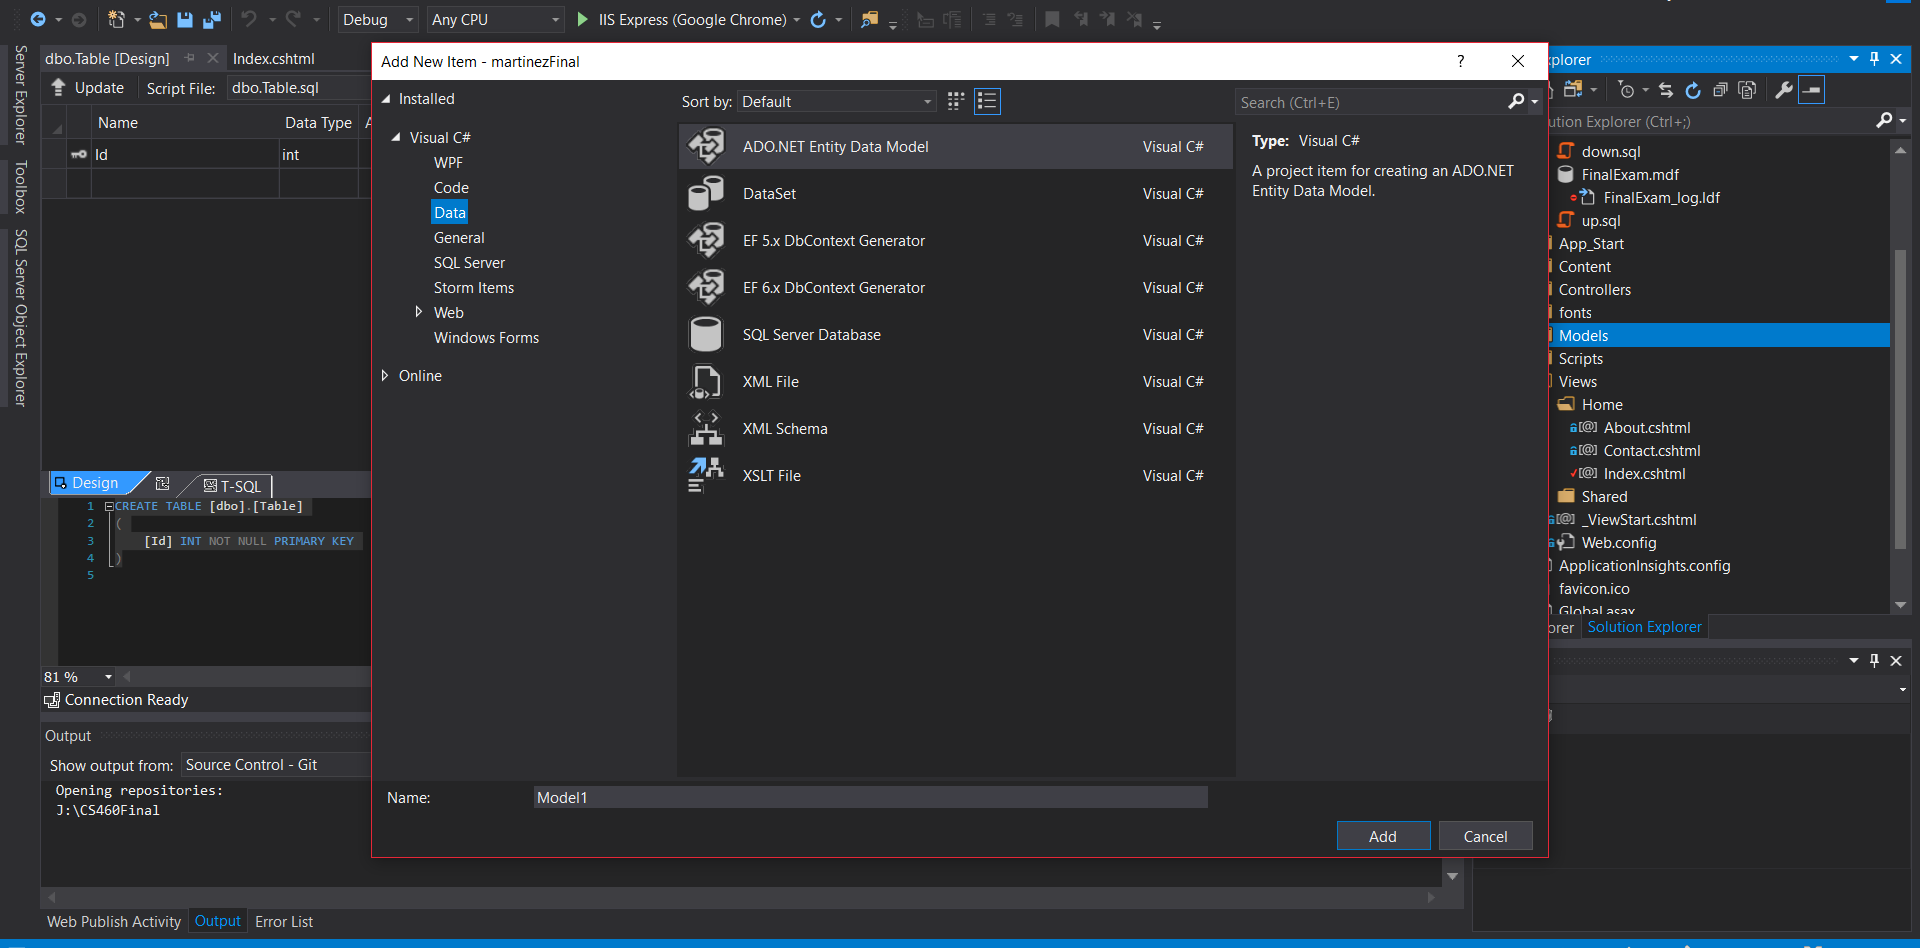 Debug
Any CPU
IIS Express (Google Chrome)
Server Explorer
Toolbox
SQL Server Object Explorer
dbo.Table [Design]
Index.cshtml
Update
Script File:
dbo.Table.sql
Name
Data Type
A
Id
int
Design
T-SQL
1 CREATE TABLE [dbo].[Table]
2 (
3 [Id] INT NOT NULL PRIMARY KEY
4 )
5
81 %
Connection Ready
Output
Show output from:
Source Control - Git
Opening repositories:
J:\CS460Final
Web Publish Activity
Output
Error List
Add New Item - martinezFinal
?
Installed
Visual C#
WPF
Code
Data
General
SQL Server
Storm Items
Web
Windows Forms
Online
Sort by:
Default
ADO.NET Entity Data Model Visual C#
DataSet Visual C#
EF 5.x DbContext Generator Visual C#
EF 6.x DbContext Generator Visual C#
SQL Server Database Visual C#
XML File Visual C#
XML Schema Visual C#
XSLT File Visual C#
Search (Ctrl+E)
Type: Visual C#
A project item for creating an ADO.NET
Entity Data Model.
Name:
Model1
Add
Cancel
xplorer
ution Explorer (Ctrl+;)
down.sql
FinalExam.mdf
FinalExam_log.ldf
up.sql
App_Start
Content
Controllers
fonts
Models
Scripts
Views
Home
About.cshtml
Contact.cshtml
Index.cshtml
Shared
_ViewStart.cshtml
Web.config
ApplicationInsights.config
favicon.ico
Global.asax
orer
Solution Explorer